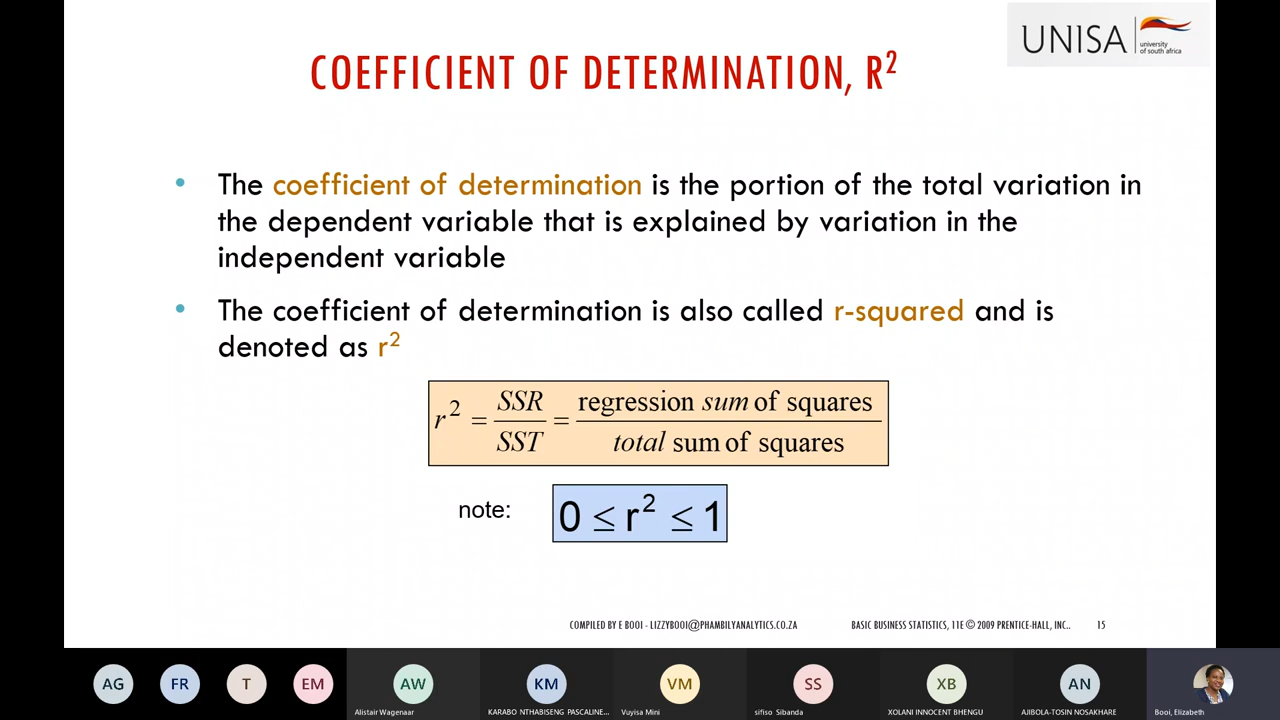 UNISA
university
of south africa
COEFFICIENT OF DETERMINATION, R²
• The coefficient of determination is the portion of the total variation in
the dependent variable that is explained by variation in the
independent variable
• The coefficient of determination is also called r-squared and is
denoted as r²
r² = SSR / SST = regression sum of squares / total sum of squares
note: 0 ≤ r² ≤ 1
COMPILED BY E BOOI - LIZZYBOOI@PHAMBILYANALYTICS.CO.ZA BASIC BUSINESS STATISTICS, 11E © 2009 PRENTICE-HALL, INC.. 15
AG FR T EM AW KM VM SS XB AN
Alistair Wagenaar KARABO NTHABISENG PASCALINE... Vuyisa Mini sifiso Sibanda XOLANI INNOCENT BHENGU AJIBOLA-TOSIN NOSAKHARE Booi, Elizabeth